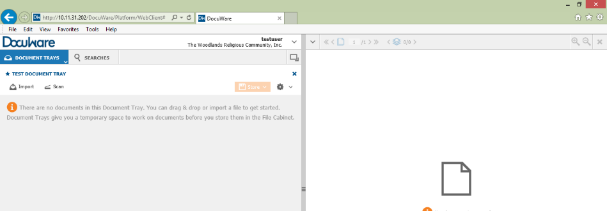 http://10.11.31.202/DocuWare/Platform/WebClient/
DocuWare
File Edit View Favorites Tools Help
DocuWare
testuser
The Woodlands Religious Community, Inc.
DOCUMENT TRAYS
SEARCHES
TEST DOCUMENT TRAY
Import
Scan
Store
There are no documents in this Document Tray. You can drag & drop or import a file to get started.
Document Trays give you a temporary space to work on documents before you store them in the File Cabinet.